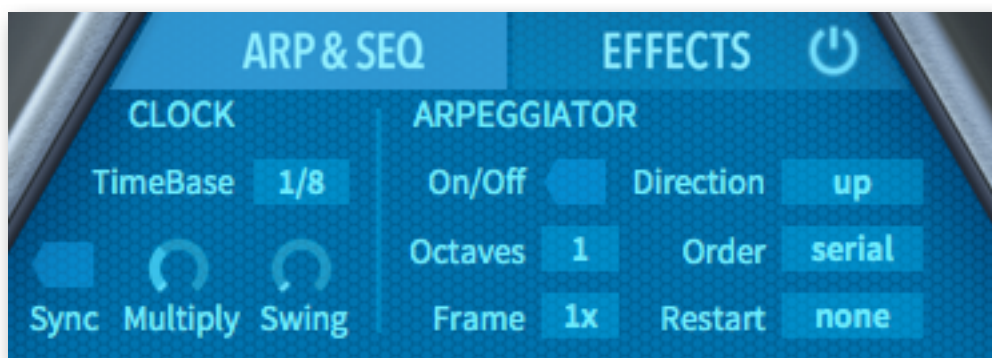 ARP & SEQ EFFECTS
CLOCK ARPEGGIATOR
TimeBase 1/8 On/Off Direction up
Octaves 1 Order serial
Sync Multiply Swing Frame 1x Restart none